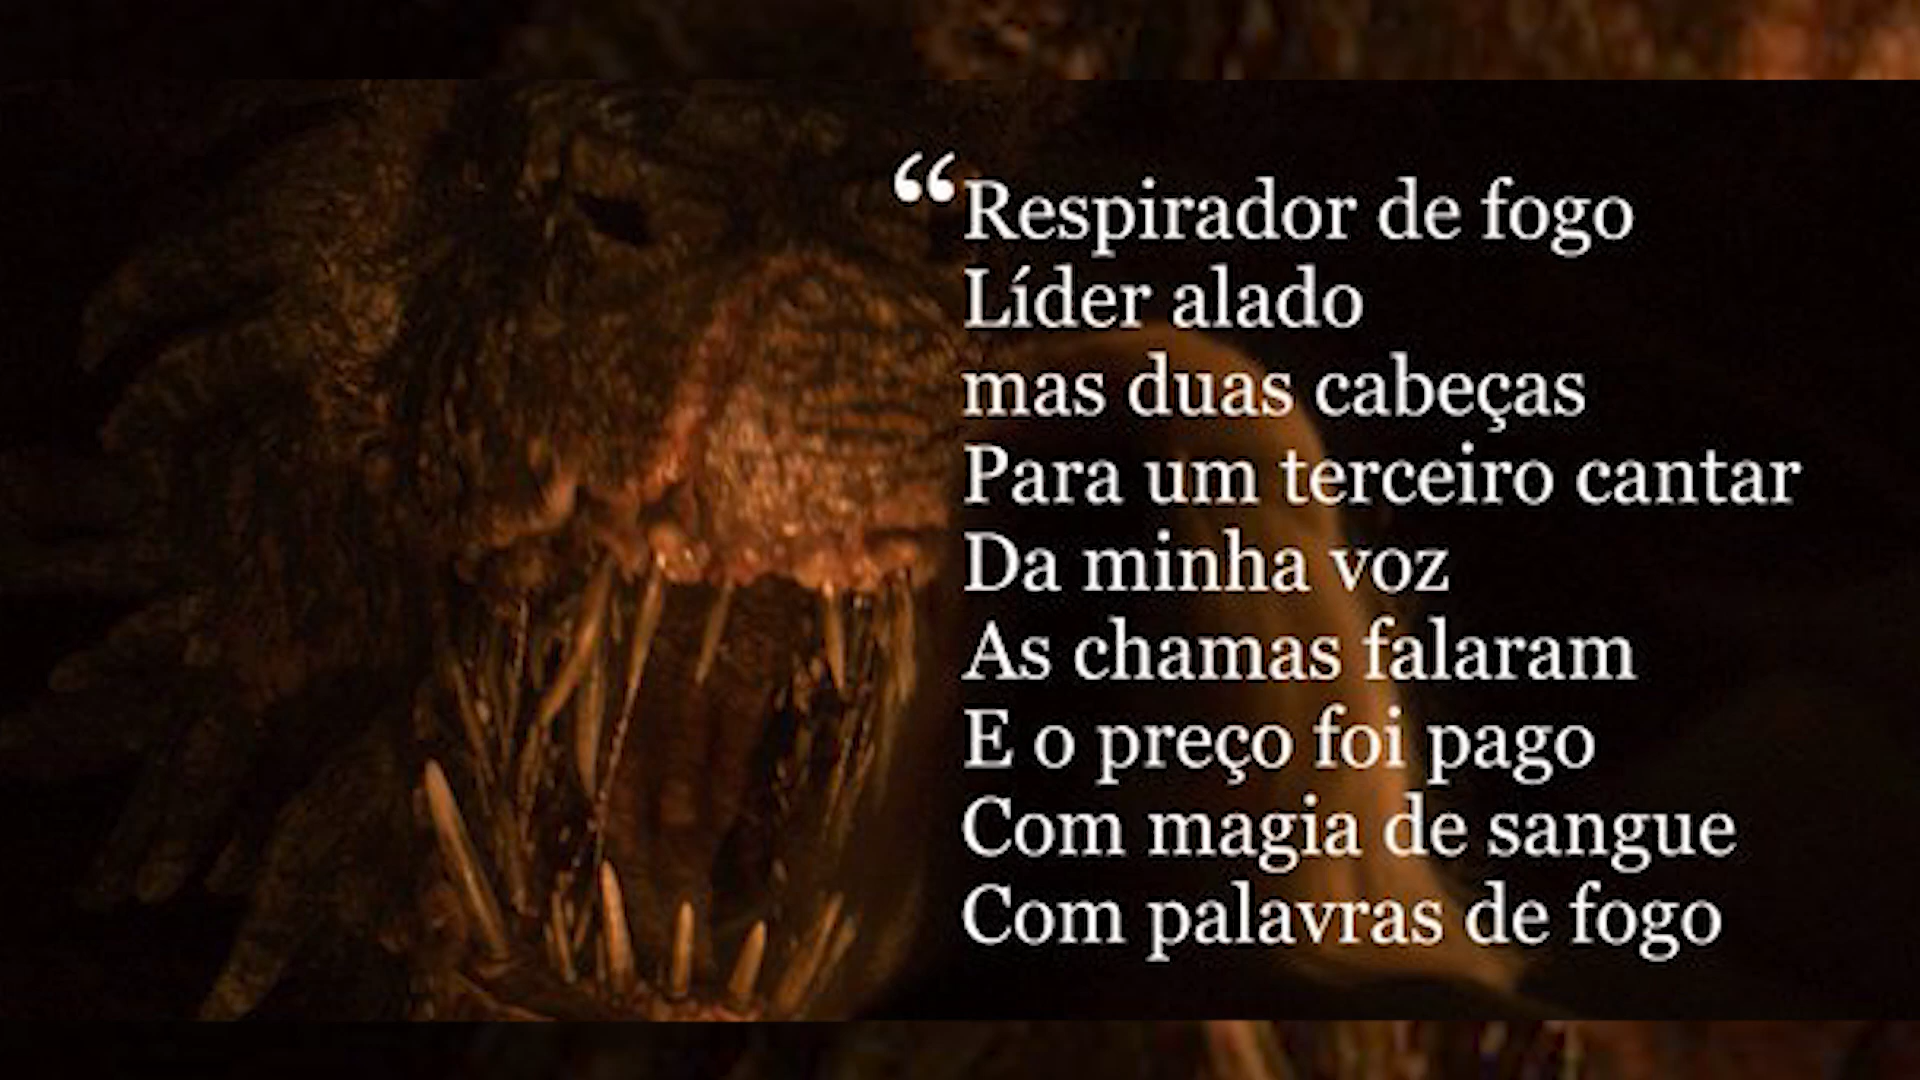 “Respirador de fogo
Líder alado
mas duas cabeças
Para um terceiro cantar
Da minha voz
As chamas falaram
E o preço foi pago
Com magia de sangue
Com palavras de fogo